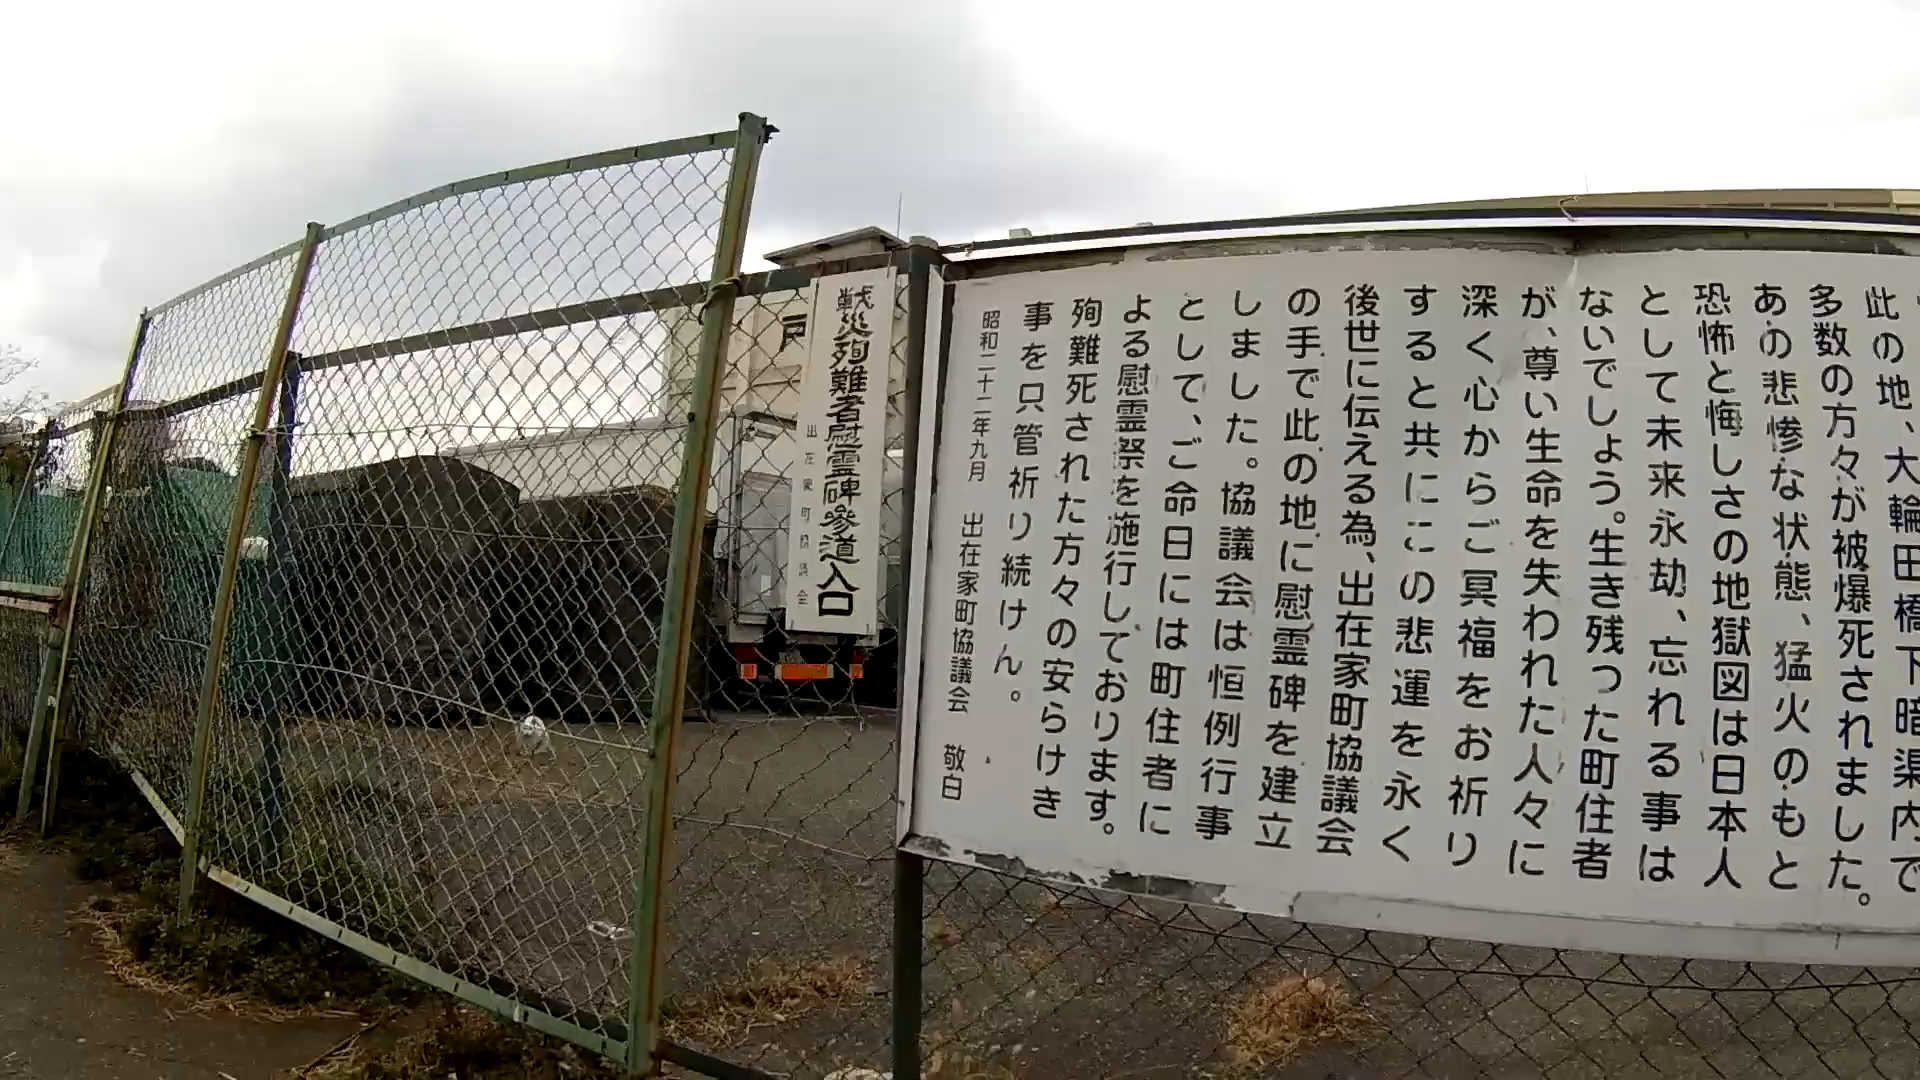 此の地、大輪田橋下暗渠内で
多数の方々が被爆死されました。
あの悲惨な状態、猛火のもと
恐怖と悔しさの地獄図は日本人
として未来永劫、忘れる事は
ないでしょう。生き残った町住者
が、尊い生命を失われた人々に
深く心からご冥福をお祈り
すると共にこの悲運を永く
後世に伝える為、出在家町協議会
の手で此の地に慰霊碑を建立
しました。協議会は恒例行事
として、ご命日には町住者に
よる慰霊祭を施行しております。
殉難死された方々の安らけき
事を只管祈り続けん。
昭和二十二年九月 出在家町協議会 敬白
戦災殉難者慰霊碑參道入口
出在家町協議会
戸